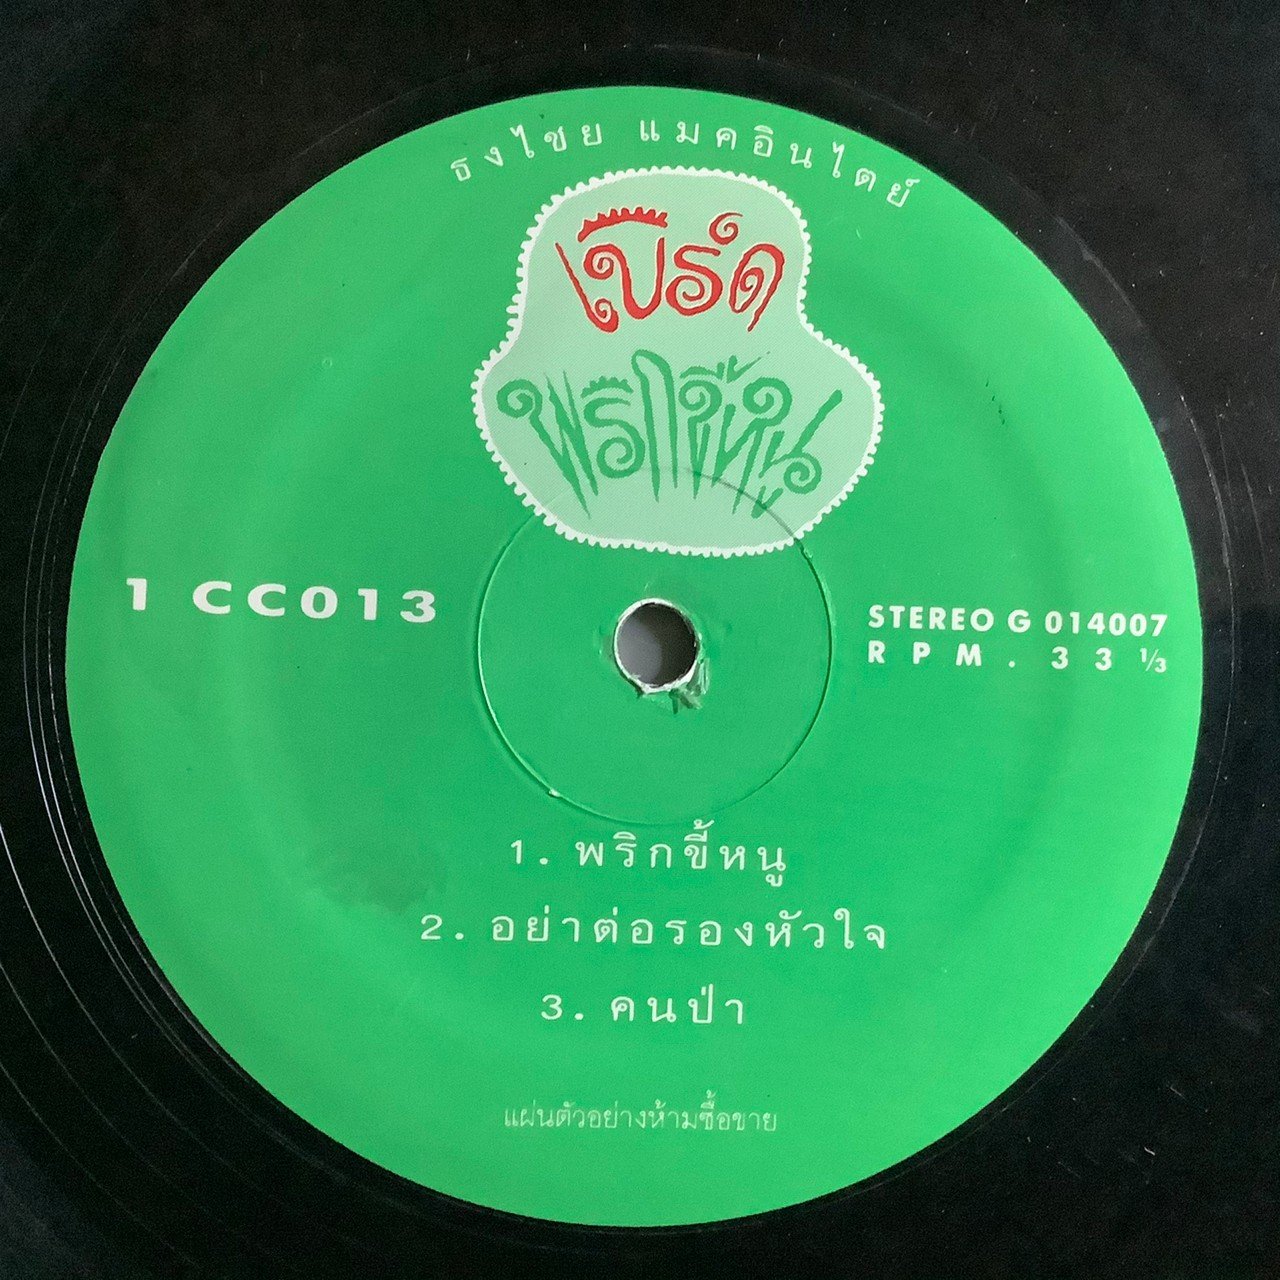 ธงไชย แมคอินไตย์
เบิร์ด
พริกขี้หนู
1 CC013
STEREO G 014007
RPM. 33 ⅓
1. พริกขี้หนู
2. อย่าต่อรองหัวใจ
3. คนป่า
แผ่นตัวอย่างห้ามซื้อขาย